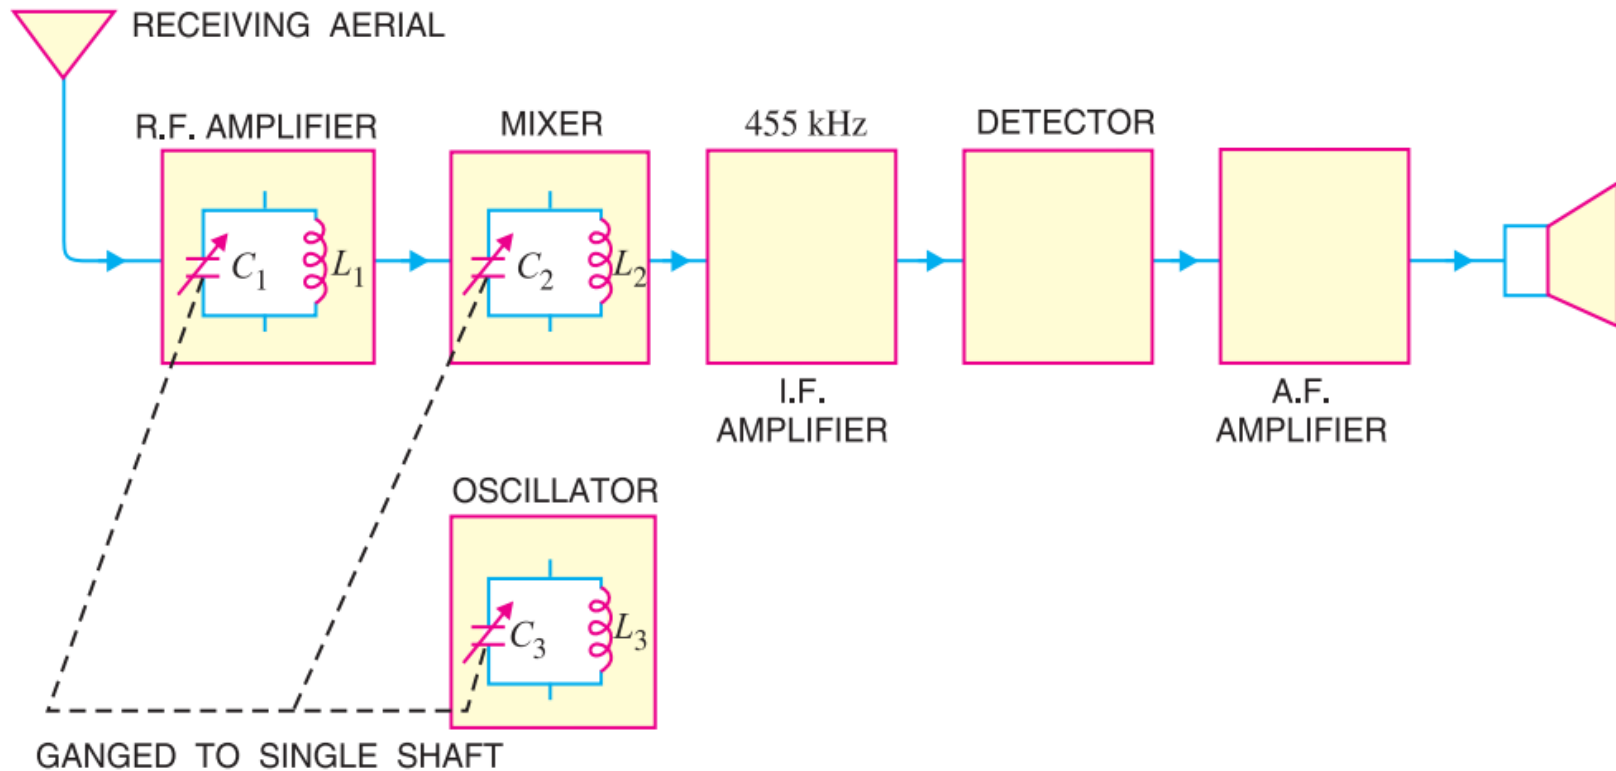 RECEIVING AERIAL
R.F. AMPLIFIER
MIXER
455 kHz
DETECTOR
C1
L1
C2
L2
I.F.
AMPLIFIER
A.F.
AMPLIFIER
OSCILLATOR
C3
L3
GANGED TO SINGLE SHAFT